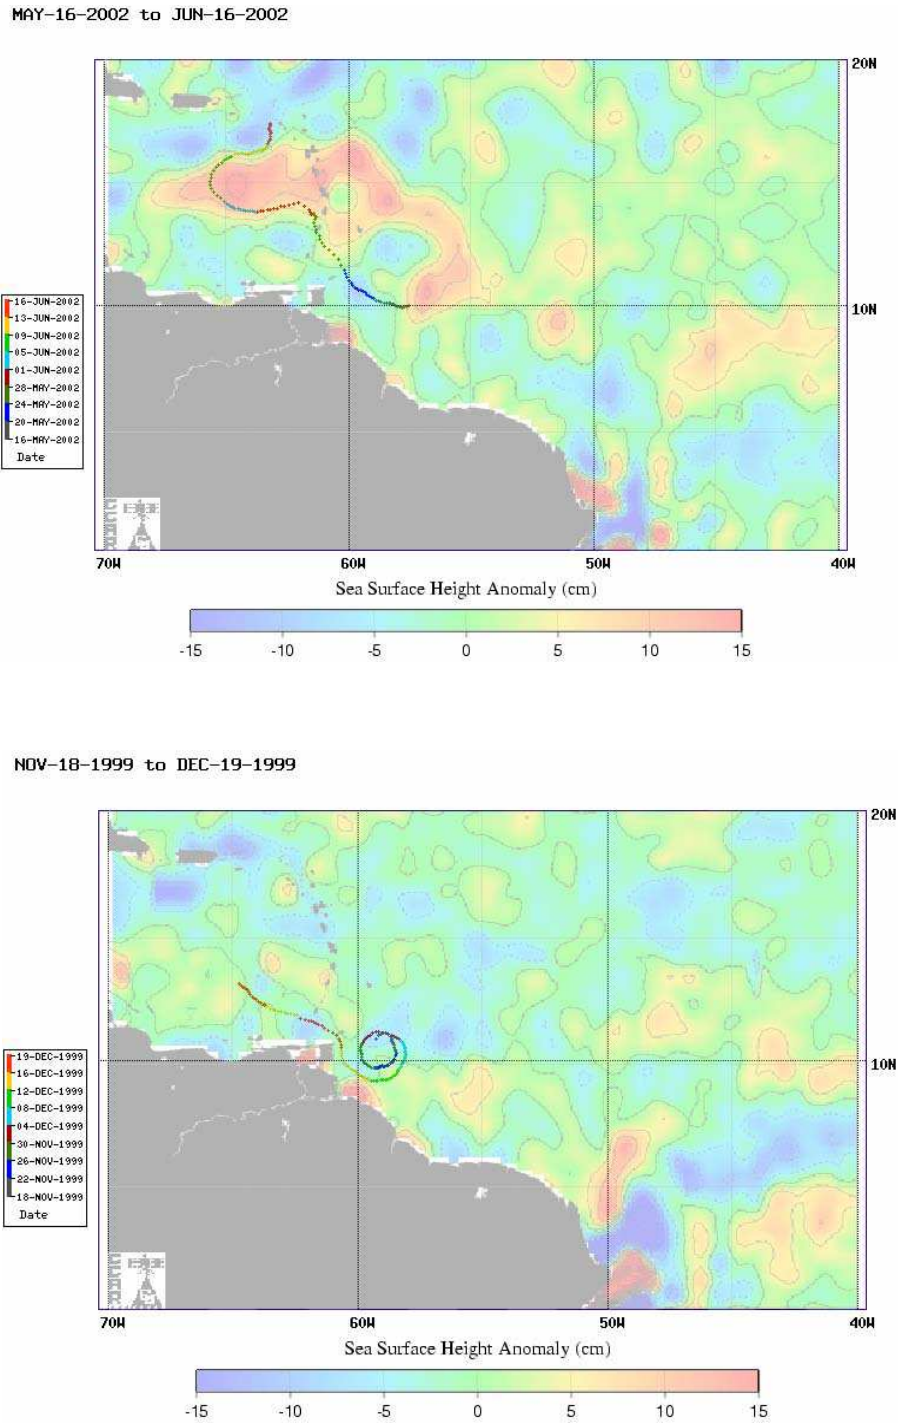 MAY-16-2002 to JUN-16-2002
20N
16-JUN-2002
13-JUN-2002
09-JUN-2002
05-JUN-2002
01-JUN-2002
28-MAY-2002
24-MAY-2002
20-MAY-2002
16-MAY-2002
Date
10N
70W 60W 50W 40W
Sea Surface Height Anomaly (cm)
-15 -10 -5 0 5 10 15
NOV-18-1999 to DEC-19-1999
20N
19-DEC-1999
16-DEC-1999
12-DEC-1999
08-DEC-1999
04-DEC-1999
30-NOV-1999
26-NOV-1999
22-NOV-1999
18-NOV-1999
Date
10N
70W 60W 50W 40W
Sea Surface Height Anomaly (cm)
-15 -10 -5 0 5 10 15